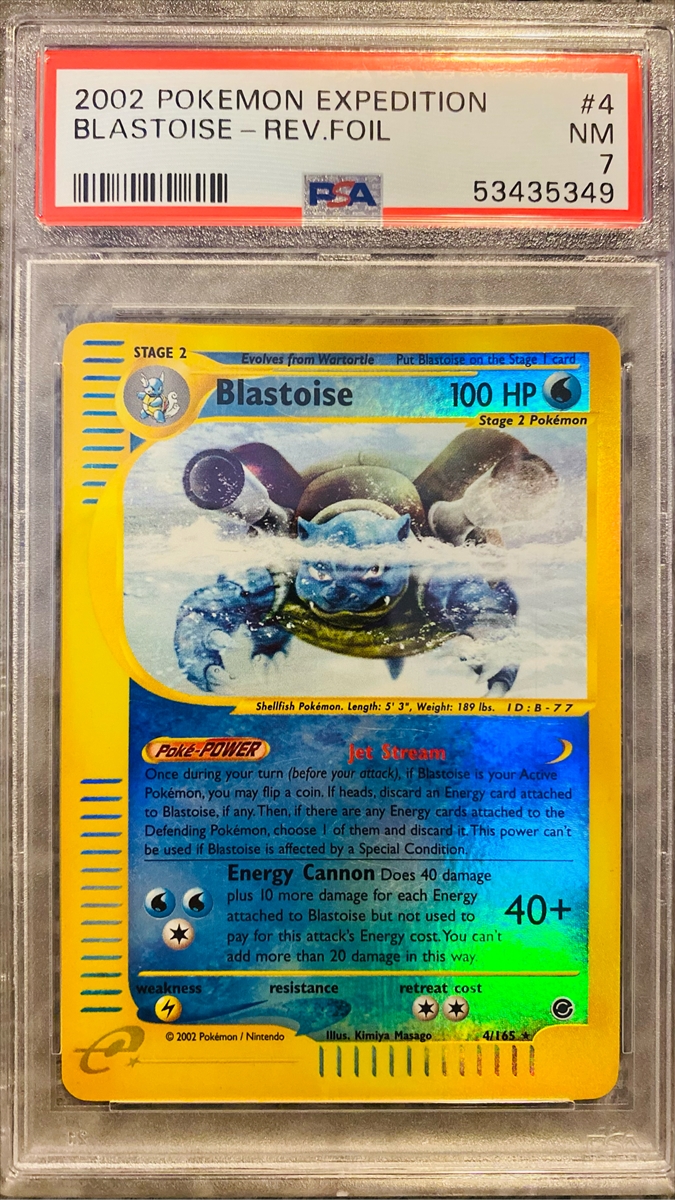 2002 POKEMON EXPEDITION #4
BLASTOISE – REV.FOIL NM
7
PSA 53435349
STAGE 2
Evolves from Wartortle Put Blastoise on the Stage 1 card
Blastoise 100 HP
Stage 2 Pokémon
Shellfish Pokémon. Length: 5' 3", Weight: 189 lbs. ID:B-77
Poké-POWER Jet Stream
Once during your turn (before your attack), if Blastoise is your Active
Pokémon, you may flip a coin. If heads, discard an Energy card attached
to Blastoise, if any. Then, if there are any Energy cards attached to the
Defending Pokémon, choose 1 of them and discard it. This power can't
be used if Blastoise is affected by a Special Condition.
Energy Cannon Does 40 damage
plus 10 more damage for each Energy
attached to Blastoise but not used to
pay for this attack's Energy cost. You can't
add more than 20 damage in this way.
40+
weakness resistance retreat cost
© 2002 Pokémon / Nintendo Illus. Kimiya Masago 4/165 ★
e